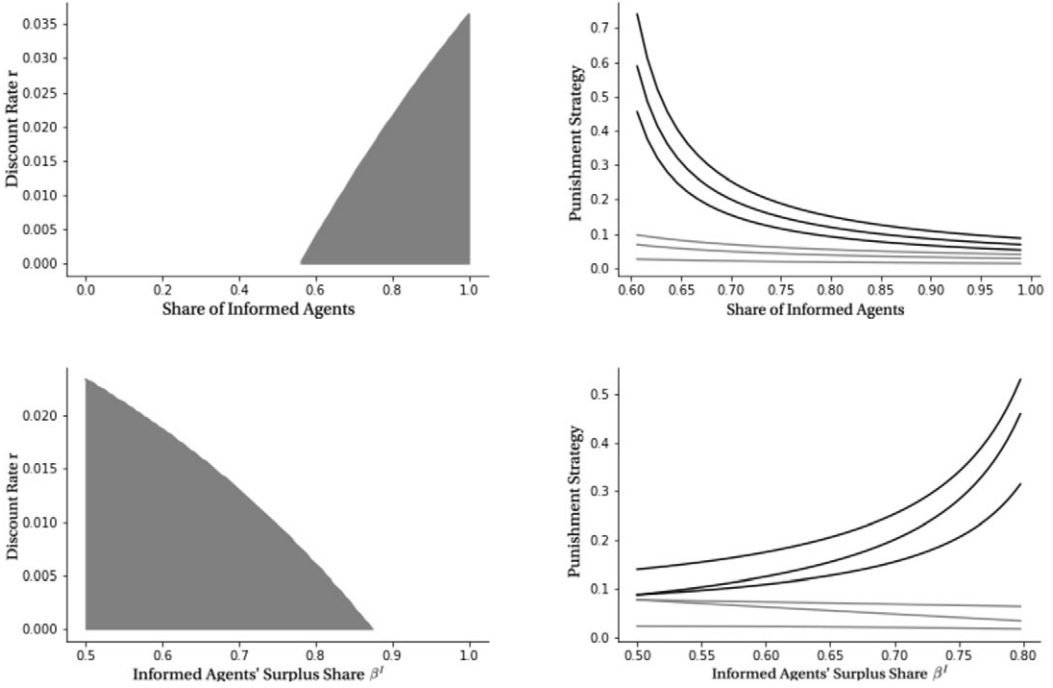 Discount Rate r
0.035
0.030
0.025
0.020
0.015
0.010
0.005
0.000
0.0 0.2 0.4 0.6 0.8 1.0
Share of Informed Agents
Punishment Strategy
0.7
0.6
0.5
0.4
0.3
0.2
0.1
0.0
0.60 0.65 0.70 0.75 0.80 0.85 0.90 0.95 1.00
Share of Informed Agents
Discount Rate r
0.020
0.015
0.010
0.005
0.000
0.5 0.6 0.7 0.8 0.9 1.0
Informed Agents' Surplus Share β^I
Punishment Strategy
0.5
0.4
0.3
0.2
0.1
0.0
0.50 0.55 0.60 0.65 0.70 0.75 0.80
Informed Agents' Surplus Share β^I